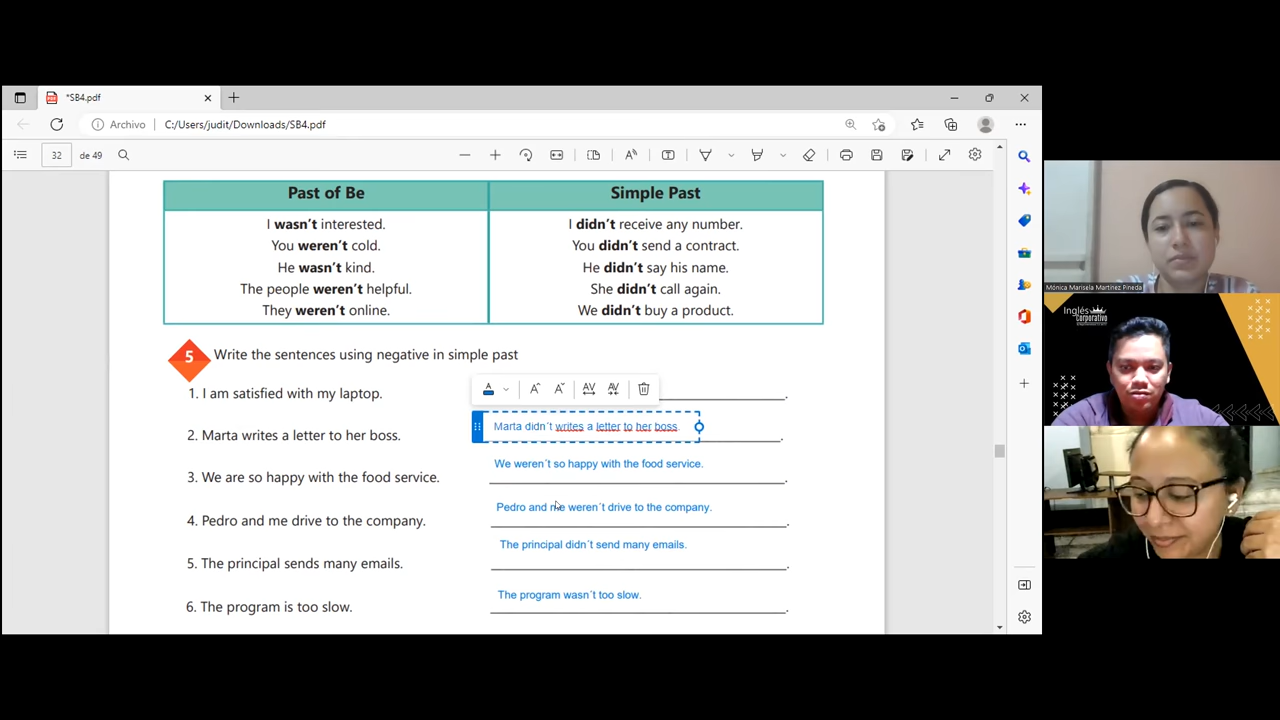 *SB4.pdf
Archivo
C:/Users/judit/Downloads/SB4.pdf
32
de 49
Past of Be
Simple Past
I wasn't interested.
I didn't receive any number.
You weren't cold.
You didn't send a contract.
He wasn't kind.
He didn't say his name.
The people weren't helpful.
She didn't call again.
They weren't online.
We didn't buy a product.
5 Write the sentences using negative in simple past
1. I am satisfied with my laptop.
2. Marta writes a letter to her boss.
Marta didn´t writes a letter to her boss.
3. We are so happy with the food service.
We weren´t so happy with the food service.
4. Pedro and me drive to the company.
Pedro and me weren´t drive to the company.
5. The principal sends many emails.
The principal didn´t send many emails.
6. The program is too slow.
The program wasn´t too slow.
Mónica Marisela Martínez Pineda
Inglés
Corporativo